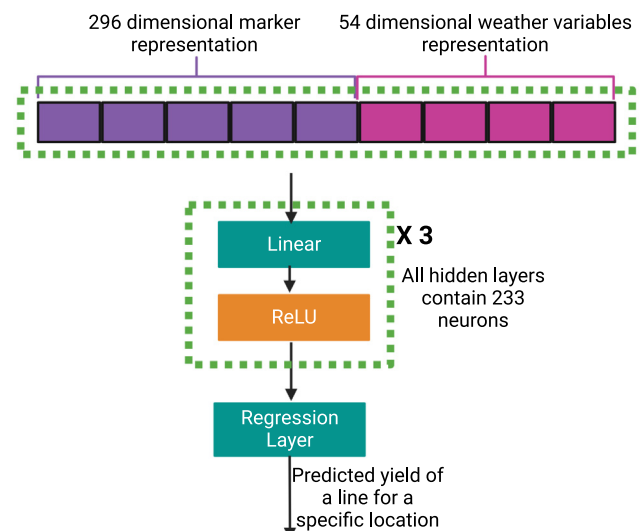 296 dimensional marker
representation
54 dimensional weather variables
representation
Linear
X 3
ReLU
All hidden layers
contain 233
neurons
Regression
Layer
Predicted yield of
a line for a
specific location